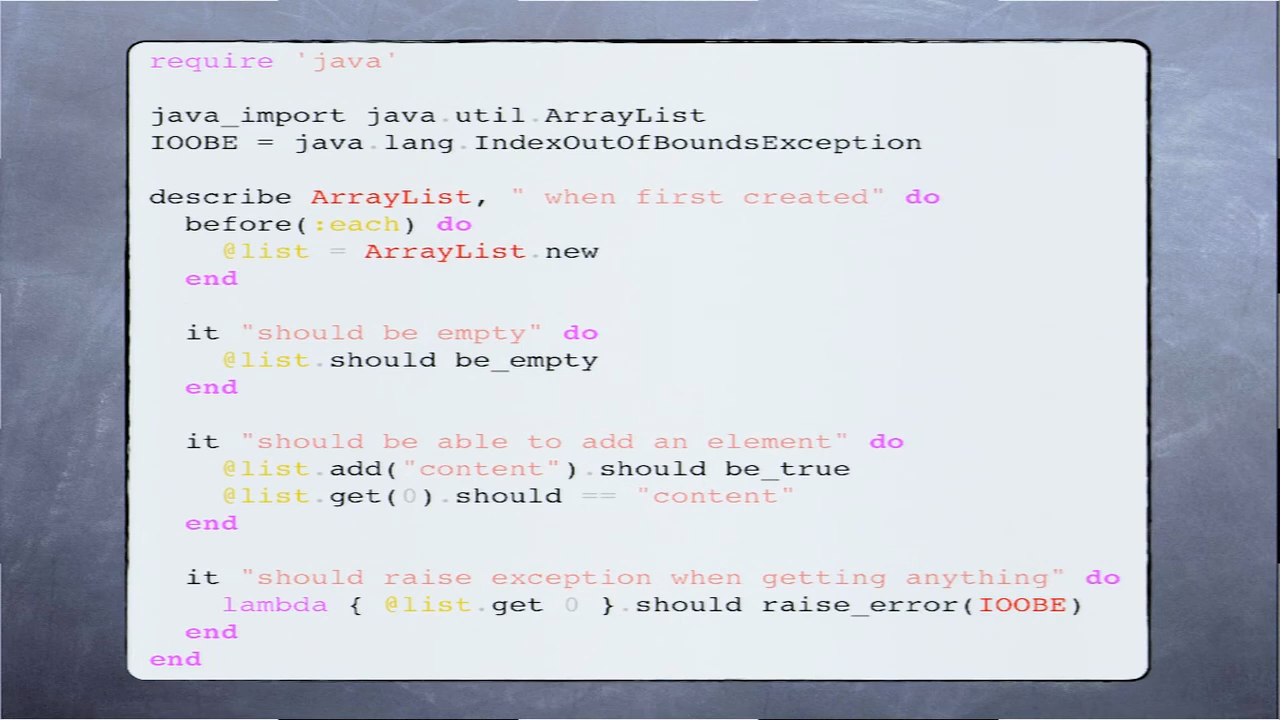 require 'java'
java_import java.util.ArrayList
IOOBE = java.lang.IndexOutOfBoundsException
describe ArrayList, " when first created" do
before(:each) do
@list = ArrayList.new
end
it "should be empty" do
@list.should be_empty
end
it "should be able to add an element" do
@list.add("content").should be_true
@list.get(0).should == "content"
end
it "should raise exception when getting anything" do
lambda { @list.get 0 }.should raise_error(IOOBE)
end
end